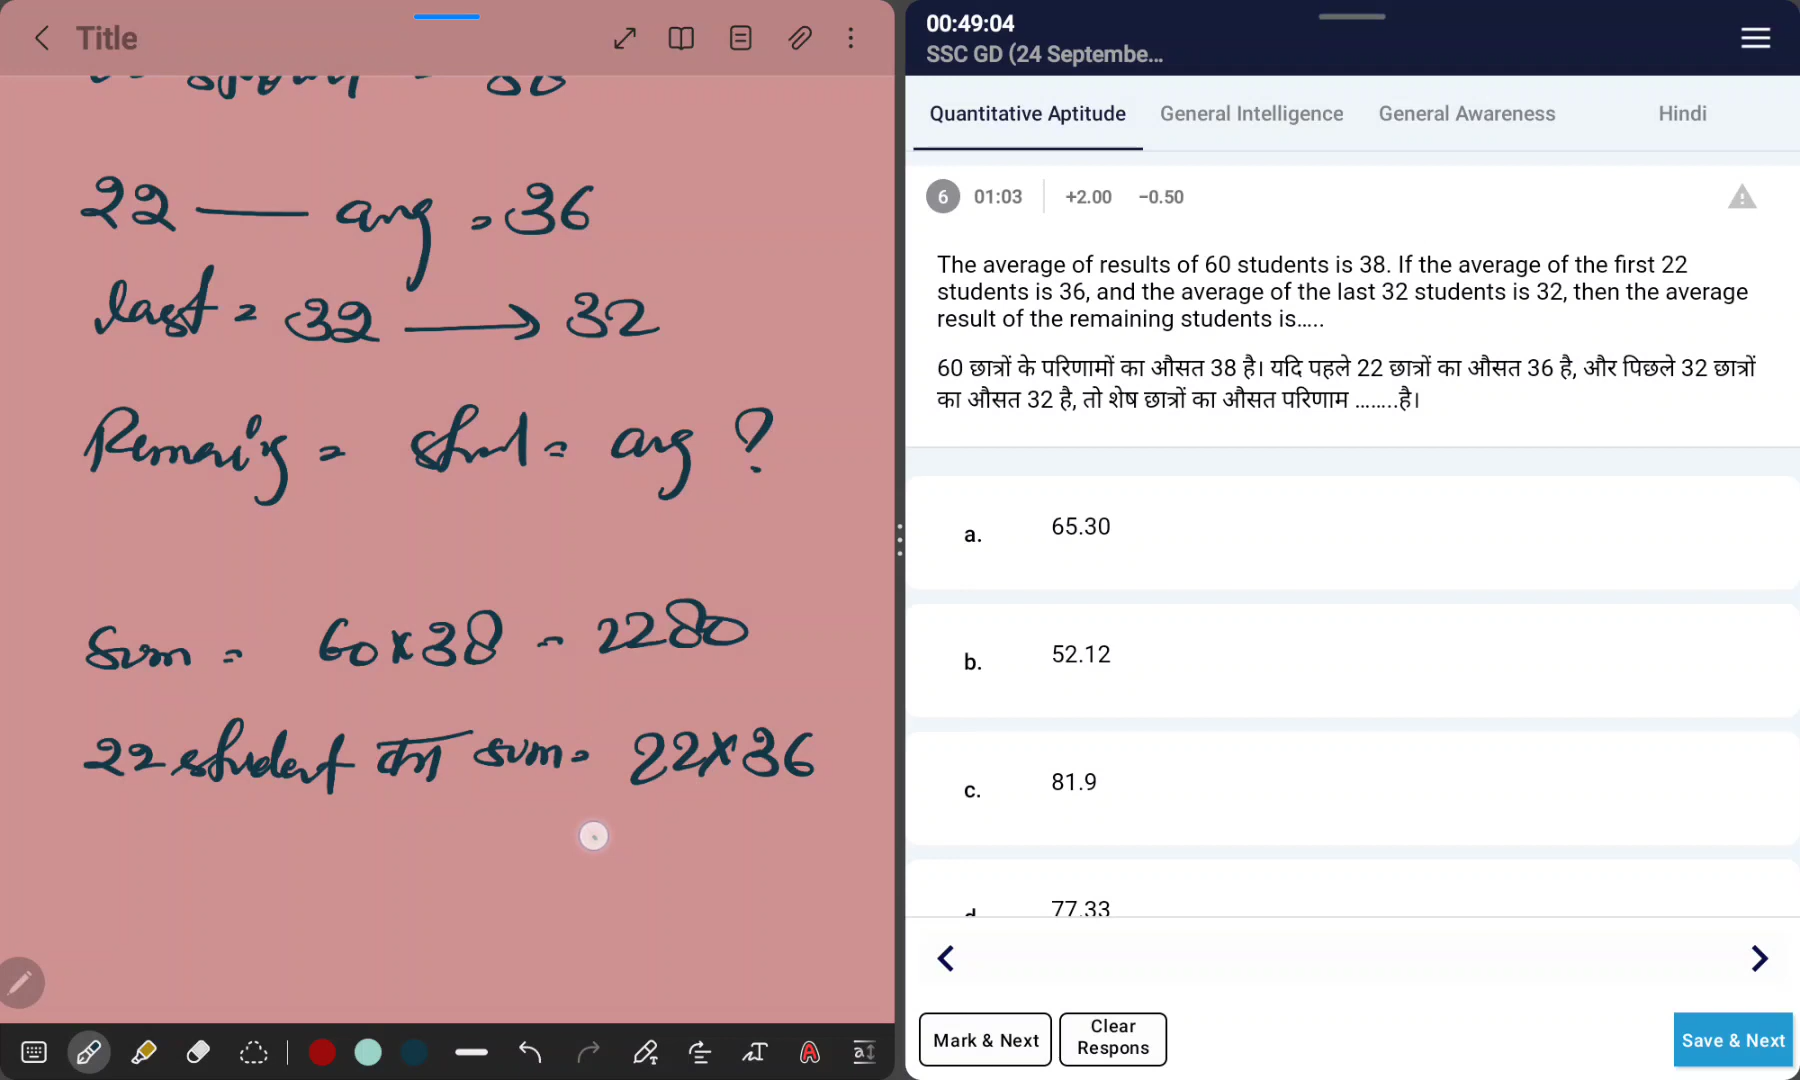 Title
22 — avg = 36
last = 32 → 32
Remaing = stud = avg ?
Sum = 60x38 = 2280
22 student का sum = 22x36
00:49:04
SSC GD (24 Septembe...
Quantitative Aptitude General Intelligence General Awareness Hindi
6 01:03 +2.00 −0.50
The average of results of 60 students is 38. If the average of the first 22
students is 36, and the average of the last 32 students is 32, then the average
result of the remaining students is.....
60 छात्रों के परिणामों का औसत 38 है। यदि पहले 22 छात्रों का औसत 36 है, और पिछले 32 छात्रों
का औसत 32 है, तो शेष छात्रों का औसत परिणाम ........है।
a. 65.30
b. 52.12
c. 81.9
d 77.33
Mark & Next
Clear
Respons
Save & Next